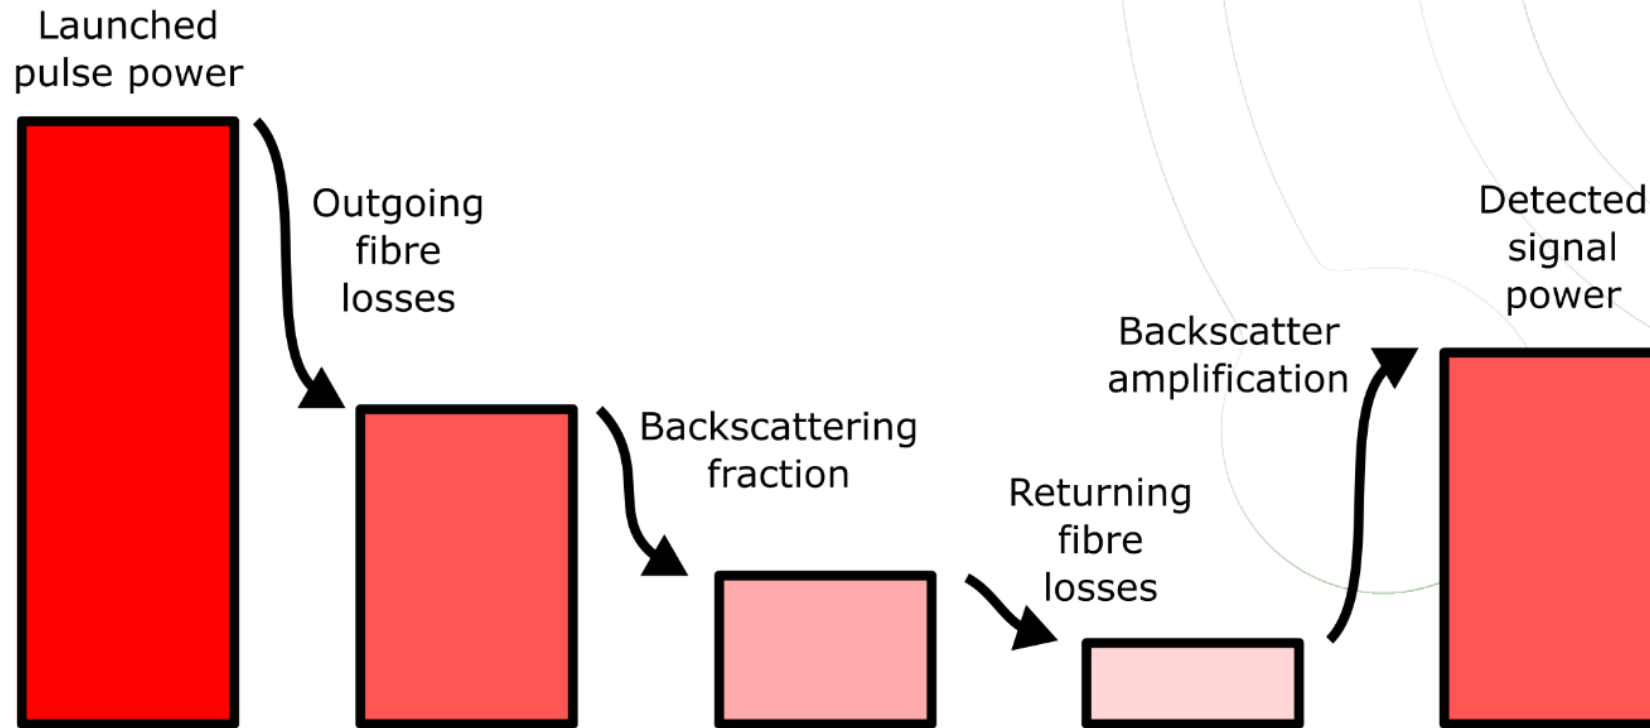 Launched
pulse power
Outgoing
fibre
losses
Backscattering
fraction
Returning
fibre
losses
Backscatter
amplification
Detected
signal
power